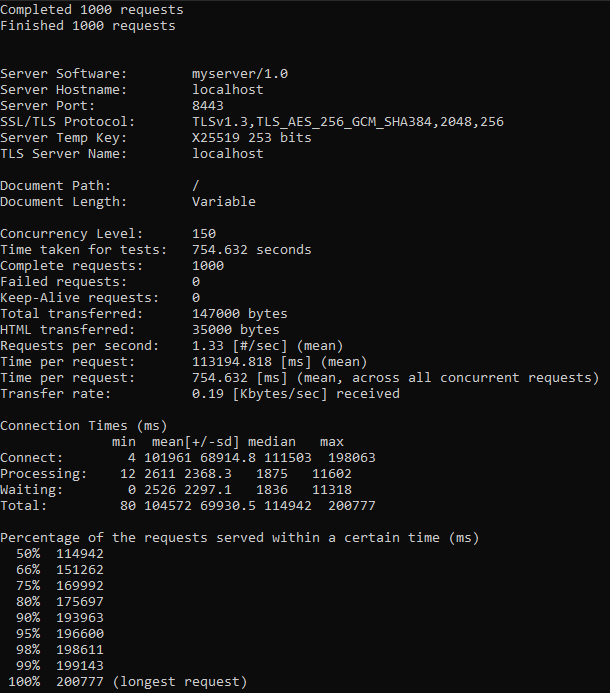 Completed 1000 requests
Finished 1000 requests
Server Software: myserver/1.0
Server Hostname: localhost
Server Port: 8443
SSL/TLS Protocol: TLSv1.3,TLS_AES_256_GCM_SHA384,2048,256
Server Temp Key: X25519 253 bits
TLS Server Name: localhost
Document Path: /
Document Length: Variable
Concurrency Level: 150
Time taken for tests: 754.632 seconds
Complete requests: 1000
Failed requests: 0
Keep-Alive requests: 0
Total transferred: 147000 bytes
HTML transferred: 35000 bytes
Requests per second: 1.33 [#/sec] (mean)
Time per request: 113194.818 [ms] (mean)
Time per request: 754.632 [ms] (mean, across all concurrent requests)
Transfer rate: 0.19 [Kbytes/sec] received
Connection Times (ms)
min mean[+/-sd] median max
Connect: 4 101961 68914.8 111503 198063
Processing: 12 2611 2368.3 1875 11602
Waiting: 0 2526 2297.1 1836 11318
Total: 80 104572 69930.5 114942 200777
Percentage of the requests served within a certain time (ms)
50% 114942
66% 151262
75% 169992
80% 175697
90% 193963
95% 196600
98% 198611
99% 199143
100% 200777 (longest request)